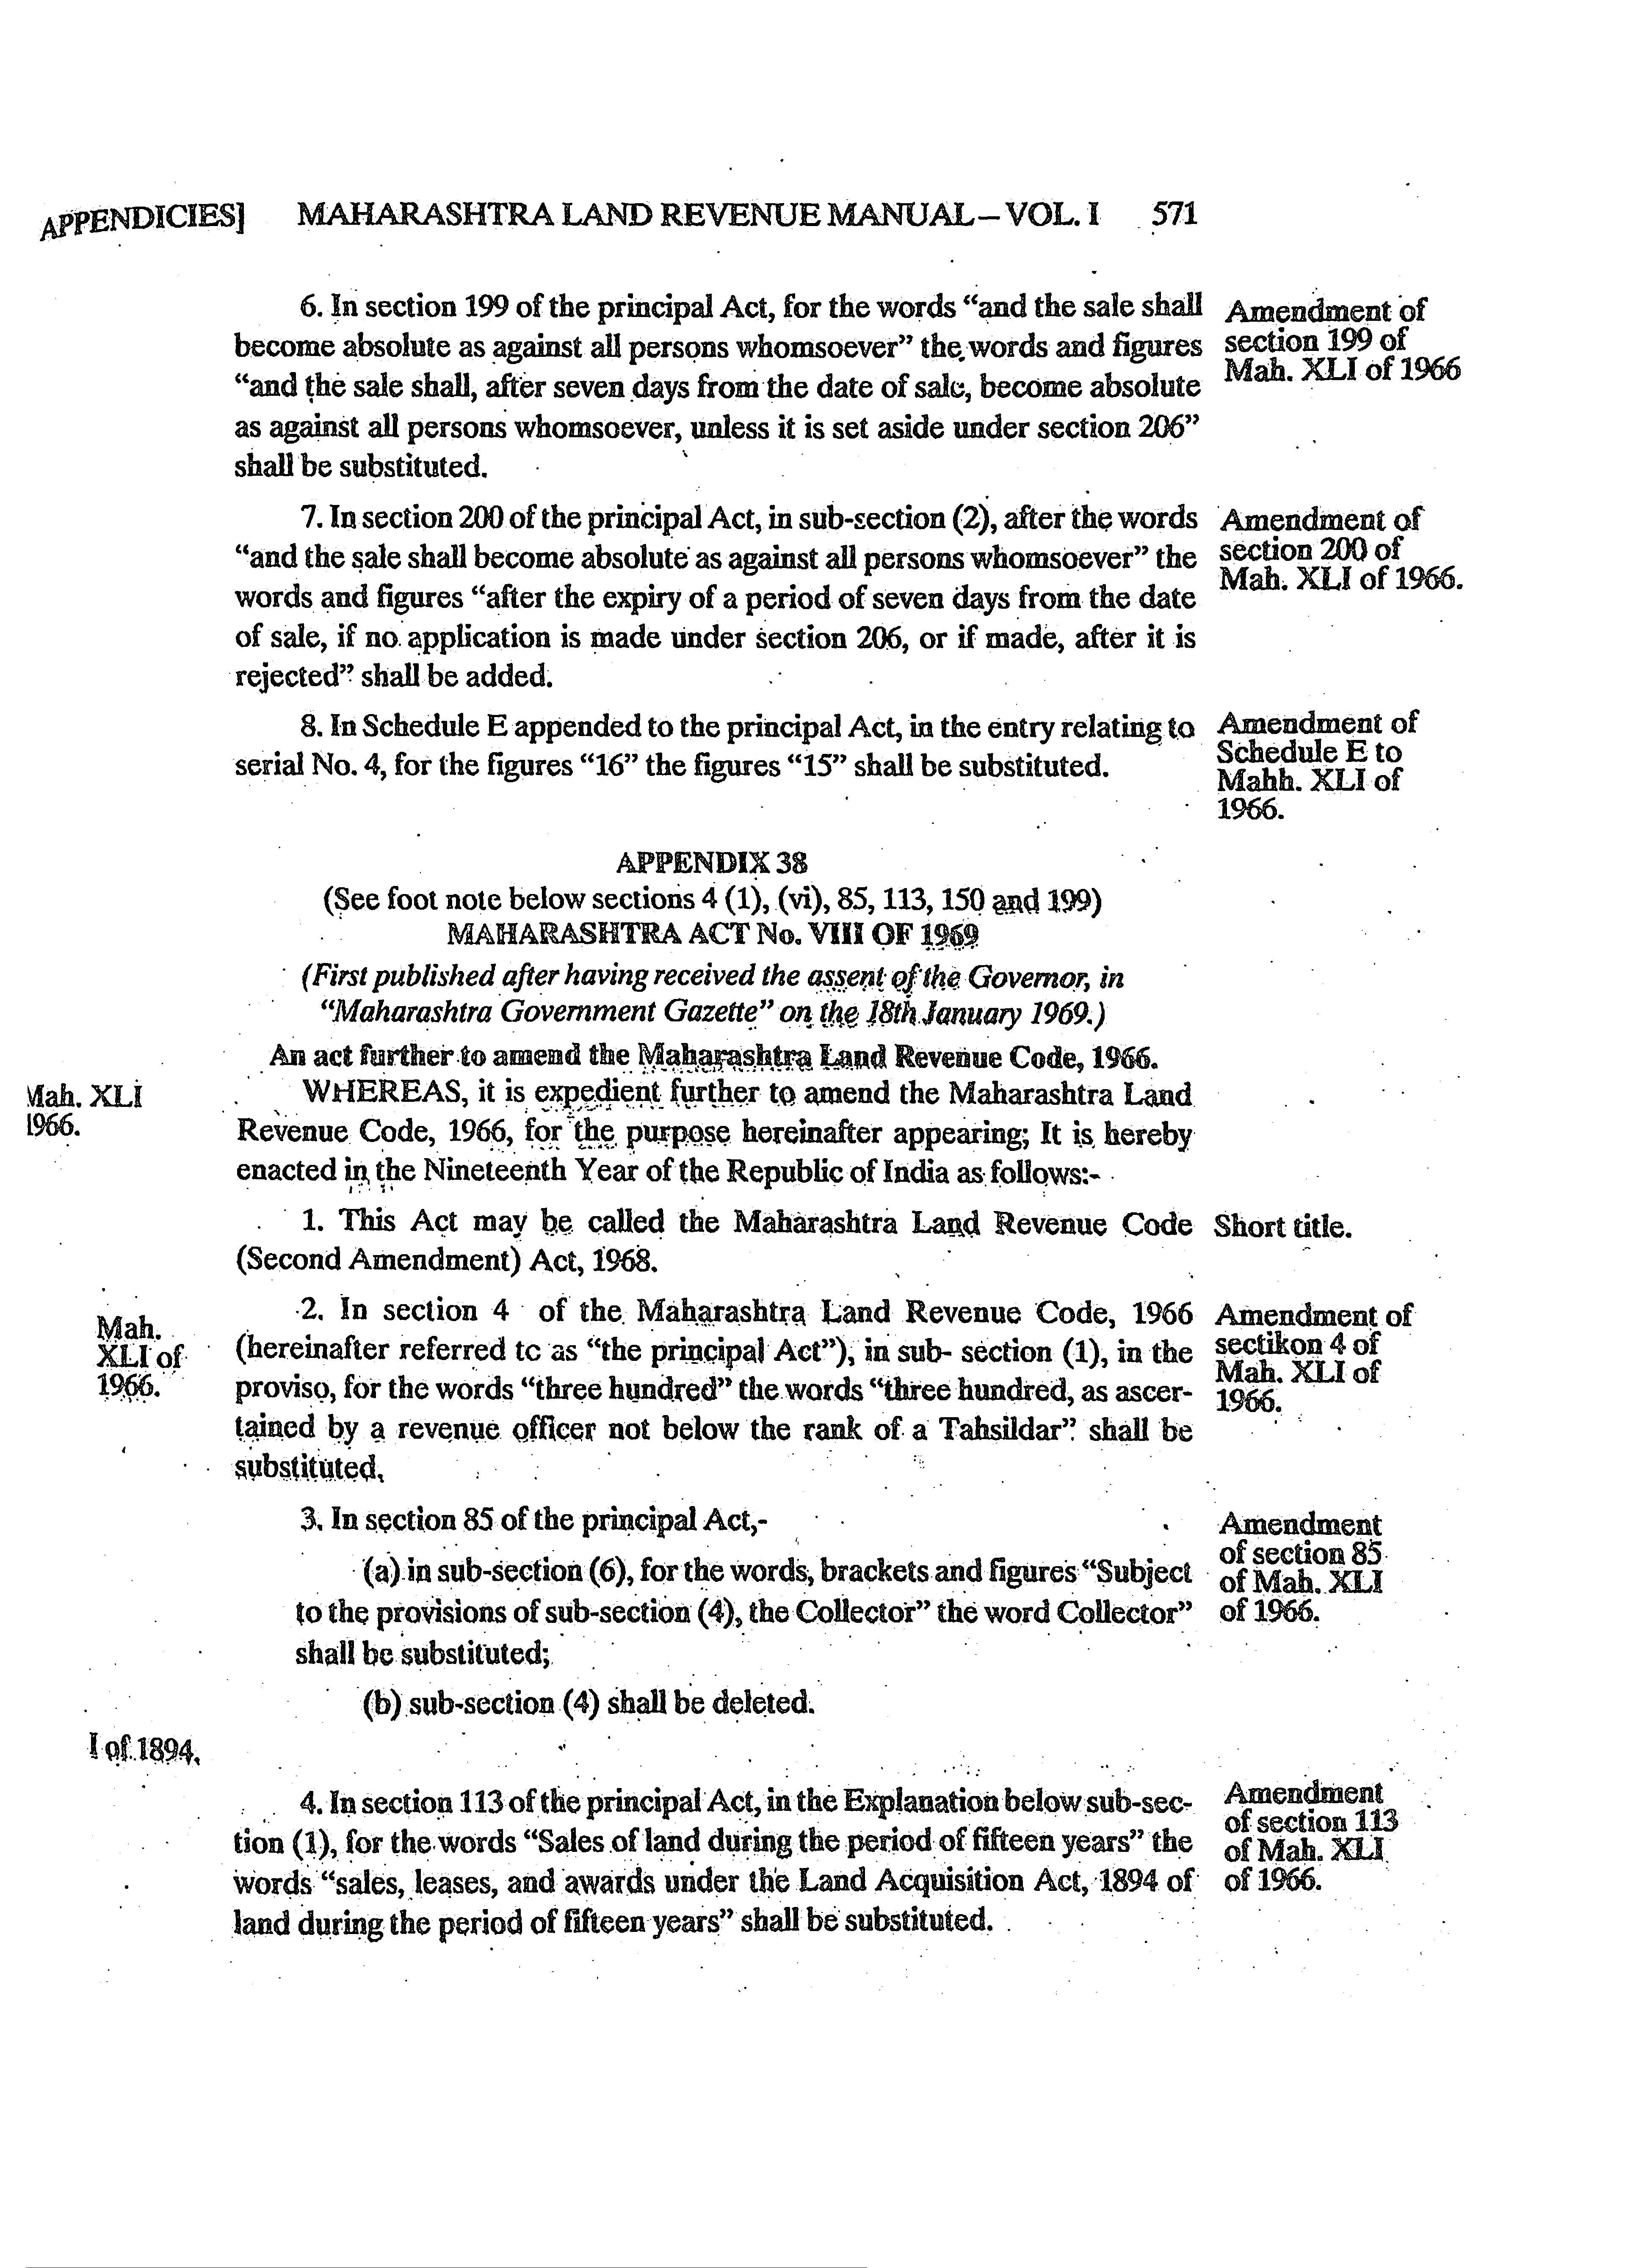 APPENDICIES] MAHARASHTRA LAND REVENUE MANUAL – VOL. I 571
6. In section 199 of the principal Act, for the words “and the sale shall
become absolute as against all persons whomsoever” the words and figures
“and the sale shall, after seven days from the date of sale, become absolute
as against all persons whomsoever, unless it is set aside under section 206”
shall be substituted.
Amendment of
section 199 of
Mah. XLI of 1966
7. In section 200 of the principal Act, in sub-section (2), after the words
“and the sale shall become absolute as against all persons whomsoever” the
words and figures “after the expiry of a period of seven days from the date
of sale, if no application is made under section 206, or if made, after it is
rejected” shall be added.
Amendment of
section 200 of
Mah. XLI of 1966.
8. In Schedule E appended to the principal Act, in the entry relating to
serial No. 4, for the figures “16” the figures “15” shall be substituted.
Amendment of
Schedule E to
Mahh. XLI of
1966.
APPENDIX 38
(See foot note below sections 4 (1), (vi), 85, 113, 150 and 199)
MAHARASHTRA ACT No. VIII OF 1969
(First published after having received the assent of the Governor, in
“Maharashtra Government Gazette” on the 18th January 1969.)
An act further to amend the Maharashtra Land Revenue Code, 1966.
Mah. XLI
1966.
WHEREAS, it is expedient further to amend the Maharashtra Land
Revenue Code, 1966, for the purpose hereinafter appearing; It is hereby
enacted in the Nineteenth Year of the Republic of India as follows:-
1. This Act may be called the Maharashtra Land Revenue Code
(Second Amendment) Act, 1968.
Short title.
Mah.
XLI of
1966.
2. In section 4 of the Maharashtra Land Revenue Code, 1966
(hereinafter referred tc as “the principal Act”), in sub- section (1), in the
proviso, for the words “three hundred” the words “three hundred, as ascer-
tained by a revenue officer not below the rank of a Tahsildar” shall be
substituted.
Amendment of
sectikon 4 of
Mah. XLI of
1966.
3. In section 85 of the principal Act,-
(a) in sub-section (6), for the words, brackets and figures “Subject
to the provisions of sub-section (4), the Collector” the word Collector”
shall be substituted;
(b) sub-section (4) shall be deleted.
Amendment
of section 85
of Mah. XLI
of 1966.
I of 1894.
4. In section 113 of the principal Act, in the Explanation below sub-sec-
tion (1), for the words “Sales of land during the period of fifteen years” the
words “sales, leases, and awards under the Land Acquisition Act, 1894 of
land during the period of fifteen years” shall be substituted.
Amendment
of section 113
of Mah. XLI
of 1966.